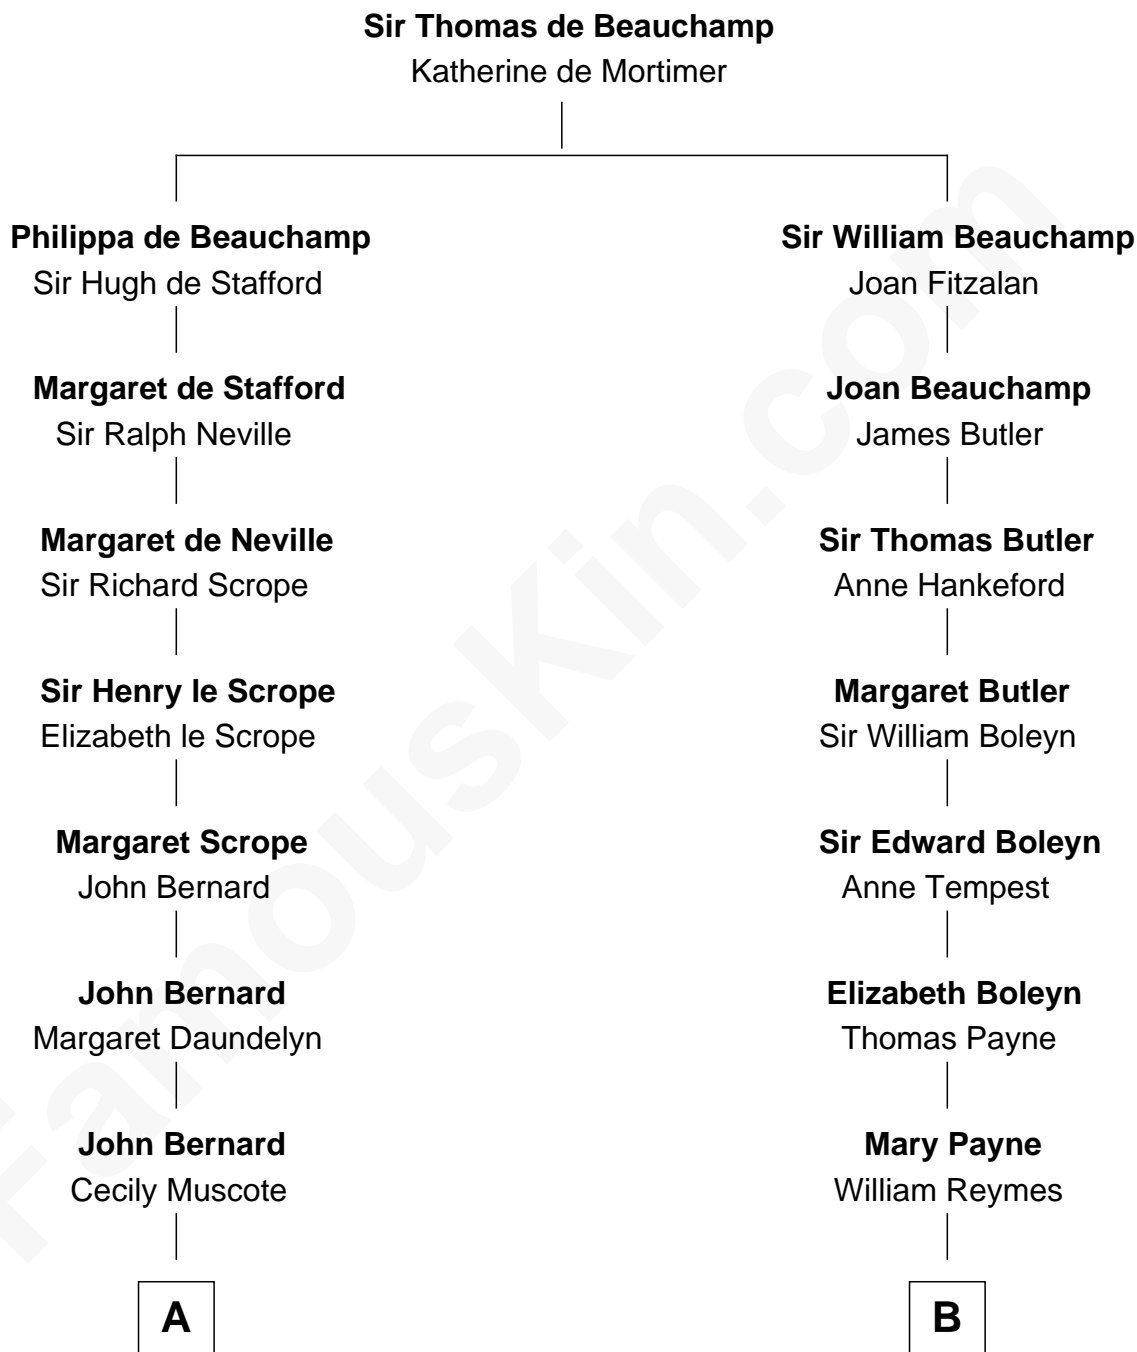 Sir Thomas de Beauchamp
Katherine de Mortimer
Philippa de Beauchamp
Sir Hugh de Stafford
Sir William Beauchamp
Joan Fitzalan
Margaret de Stafford
Sir Ralph Neville
Joan Beauchamp
James Butler
Margaret de Neville
Sir Richard Scrope
Sir Thomas Butler
Anne Hankeford
Sir Henry le Scrope
Elizabeth le Scrope
Margaret Butler
Sir William Boleyn
Margaret Scrope
John Bernard
Sir Edward Boleyn
Anne Tempest
John Bernard
Margaret Daundelyn
Elizabeth Boleyn
Thomas Payne
John Bernard
Cecily Muscote
Mary Payne
William Reymes
A
B
FamousKin.com